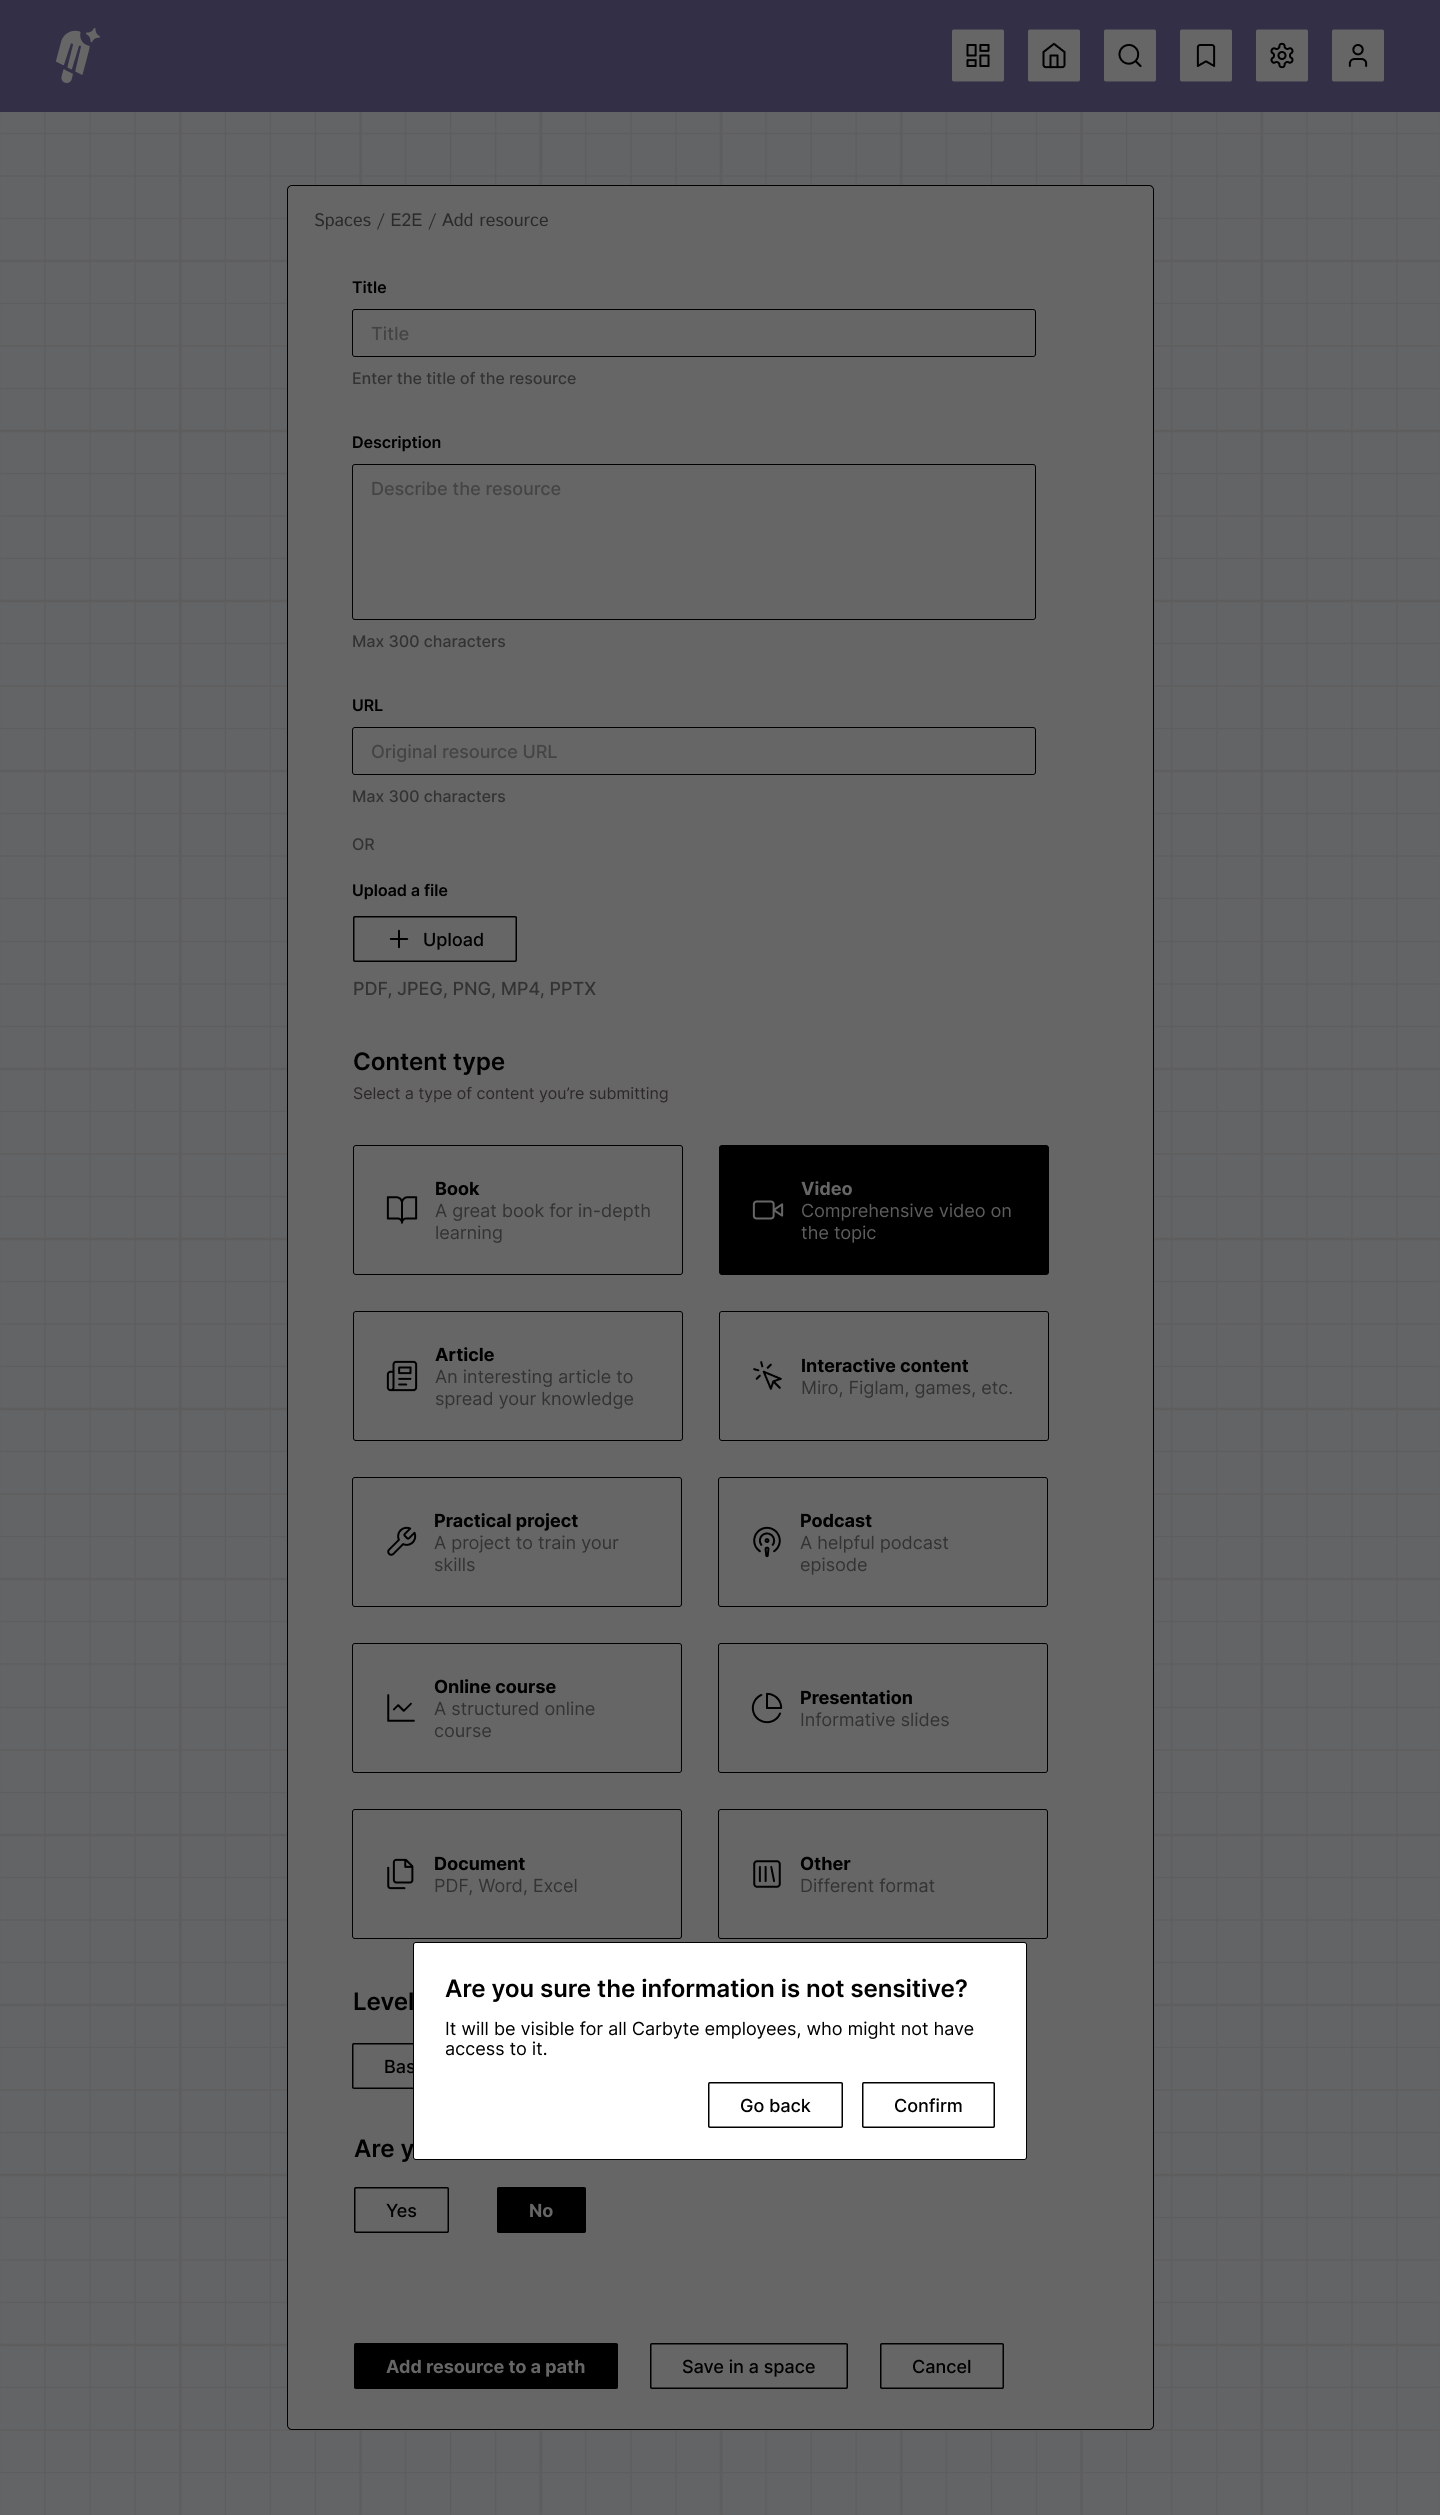 Spaces / E2E / Add resource
Title
Title
Enter the title of the resource
Description
Describe the resource
Max 300 characters
URL
Original resource URL
Max 300 characters
OR
Upload a file
Upload
PDF, JPEG, PNG, MP4, PPTX
Content type
Select a type of content you're submitting
Book
A great book for in-depth
learning
Video
Comprehensive video on
the topic
Article
An interesting article to
spread your knowledge
Interactive content
Miro, Figlam, games, etc.
Practical project
A project to train your
skills
Podcast
A helpful podcast
episode
Online course
A structured online
course
Presentation
Informative slides
Document
PDF, Word, Excel
Other
Different format
Level
Bas
Are y
Are you sure the information is not sensitive?
It will be visible for all Carbyte employees, who might not have
access to it.
Go back
Confirm
Yes
No
Add resource to a path
Save in a space
Cancel